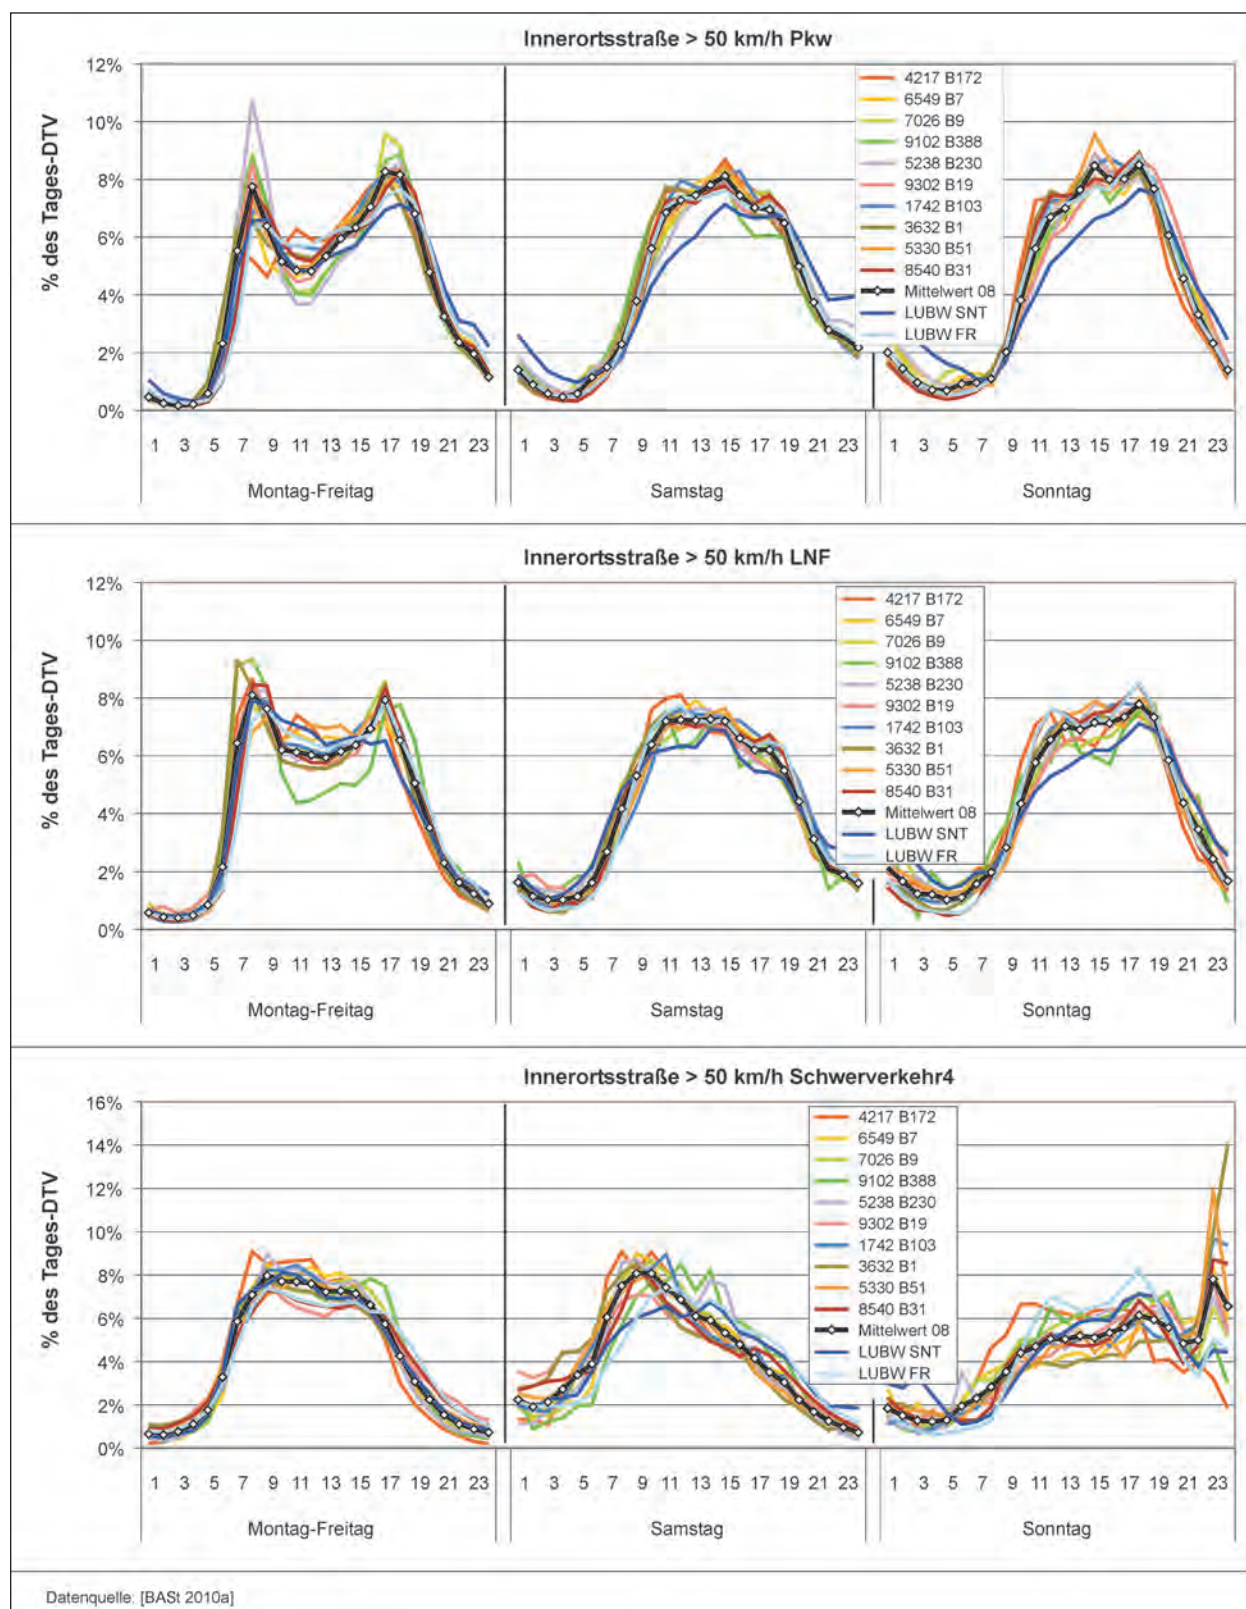 Innerortsstraße > 50 km/h Pkw
% des Tages-DTV
12%
10%
8%
6%
4%
2%
0%
4217 B172
6549 B7
7026 B9
9102 B388
5238 B230
9302 B19
1742 B103
3632 B1
5330 B51
8540 B31
Mittelwert 08
LUBW SNT
LUBW FR
1 3 5 7 9 11 13 15 17 19 21 23 1 3 5 7 9 11 13 15 17 19 21 23 1 3 5 7 9 11 13 15 17 19 21 23
Montag-Freitag Samstag Sonntag
Innerortsstraße > 50 km/h LNF
% des Tages-DTV
12%
10%
8%
6%
4%
2%
0%
4217 B172
6549 B7
7026 B9
9102 B388
5238 B230
9302 B19
1742 B103
3632 B1
5330 B51
8540 B31
Mittelwert 08
LUBW SNT
LUBW FR
1 3 5 7 9 11 13 15 17 19 21 23 1 3 5 7 9 11 13 15 17 19 21 23 1 3 5 7 9 11 13 15 17 19 21 23
Montag-Freitag Samstag Sonntag
Innerortsstraße > 50 km/h Schwerverkehr4
% des Tages-DTV
16%
14%
12%
10%
8%
6%
4%
2%
0%
4217 B172
6549 B7
7026 B9
9102 B388
5238 B230
9302 B19
1742 B103
3632 B1
5330 B51
8540 B31
Mittelwert 08
LUBW SNT
LUBW FR
1 3 5 7 9 11 13 15 17 19 21 23 1 3 5 7 9 11 13 15 17 19 21 23 1 3 5 7 9 11 13 15 17 19 21 23
Montag-Freitag Samstag Sonntag
Datenquelle: [BASt 2010a]